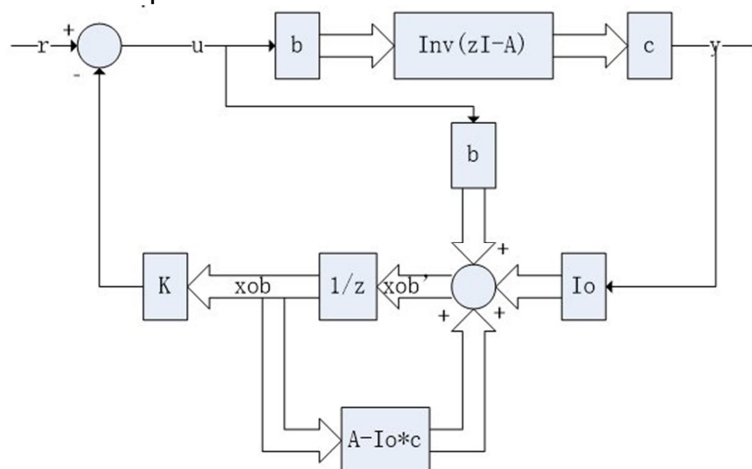 r + - u b Inv(zI-A) c y
b
+
K xob 1/z xob' Io
+ +
A-Io*c